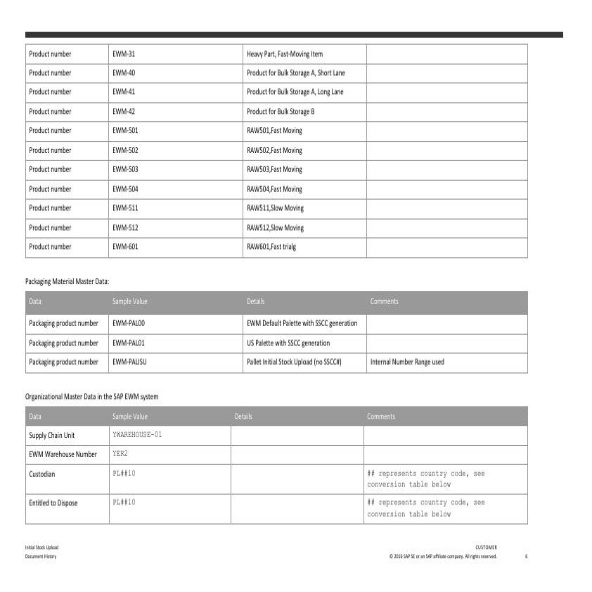 Product number EWM-31 Heavy Part, Fast-Moving Item
Product number EWM-40 Product for Bulk Storage A, Short Lane
Product number EWM-41 Product for Bulk Storage A, Long Lane
Product number EWM-42 Product for Bulk Storage B
Product number EWM-501 RAW501,Fast Moving
Product number EWM-502 RAW502,Fast Moving
Product number EWM-503 RAW503,Fast Moving
Product number EWM-504 RAW504,Fast Moving
Product number EWM-511 RAW511,Slow Moving
Product number EWM-512 RAW512,Slow Moving
Product number EWM-601 RAW601,Fast trialg
Packaging Material Master Data:
Data Sample Value Details Comments
Packaging product number EWM-PAL00 EWM Default Palette with SSCC generation
Packaging product number EWM-PAL01 US Palette with SSCC generation
Packaging product number EWM-PALISU Pallet Initial Stock Upload (no SSCC#) Internal Number Range used
Organizational Master Data in the SAP EWM system
Data Sample Value Details Comments
Supply Chain Unit YWAREHOUSE-01
EWM Warehouse Number YER2
Custodian PL##10 ## represents country code, see
conversion table below
Entitled to Dispose PL##10 ## represents country code, see
conversion table below
Initial Stock Upload CUSTOMER
Document History © 2016 SAP SE or an SAP affiliate company. All rights reserved. 6